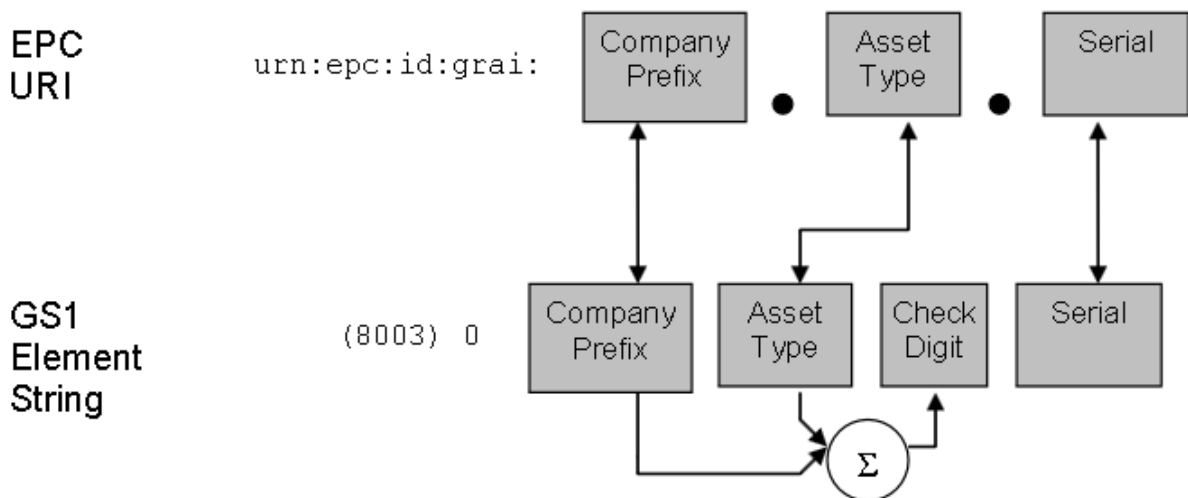 EPC
URI
urn:epc:id:grai:
Company
Prefix
Asset
Type
Serial
GS1
Element
String
(8003) 0
Company
Prefix
Asset
Type
Check
Digit
Serial
Σ